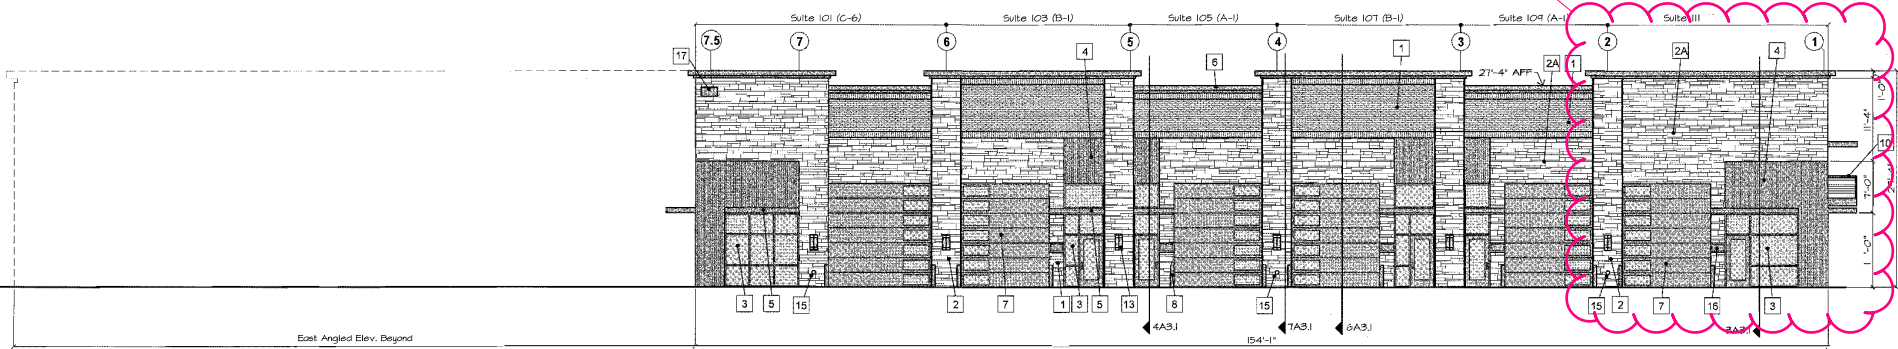 Suite 101 (C-6) Suite 103 (B-1) Suite 105 (A-1) Suite 107 (B-1) Suite 109 (A-1) Suite 111
7.5 7 6 5 4 3 2 1
17 4 6 1 2A 1 2A 4
27'-4" AFF
1'-0"
11'-4"
10
7'-0"
3 5 15 2 7 1 3 5 13 8 15 15 2 7 16 3
4A3.1 7A3.1 6A3.1 3A3.1
East Angled Elev. Beyond 154'-1"